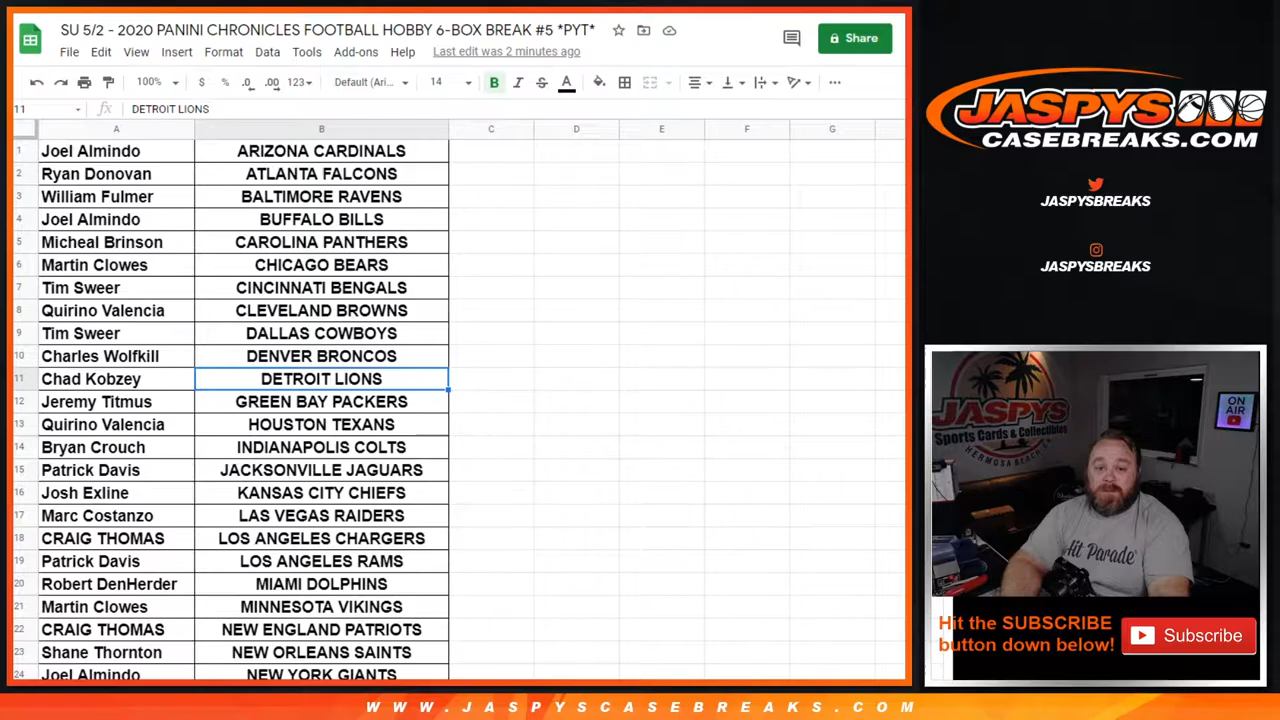 SU 5/2 - 2020 PANINI CHRONICLES FOOTBALL HOBBY 6-BOX BREAK #5 *PYT*
Share
File Edit View Insert Format Data Tools Add-ons Help Last edit was 2 minutes ago
100% $ % .0 .00 123 Default (Ari... 14 B I S A
11 fx DETROIT LIONS
A B C D E F G
1 Joel Almindo ARIZONA CARDINALS
2 Ryan Donovan ATLANTA FALCONS
3 William Fulmer BALTIMORE RAVENS
4 Joel Almindo BUFFALO BILLS
5 Micheal Brinson CAROLINA PANTHERS
6 Martin Clowes CHICAGO BEARS
7 Tim Sweer CINCINNATI BENGALS
8 Quirino Valencia CLEVELAND BROWNS
9 Tim Sweer DALLAS COWBOYS
10 Charles Wolfkill DENVER BRONCOS
11 Chad Kobzey DETROIT LIONS
12 Jeremy Titmus GREEN BAY PACKERS
13 Quirino Valencia HOUSTON TEXANS
14 Bryan Crouch INDIANAPOLIS COLTS
15 Patrick Davis JACKSONVILLE JAGUARS
16 Josh Exline KANSAS CITY CHIEFS
17 Marc Costanzo LAS VEGAS RAIDERS
18 CRAIG THOMAS LOS ANGELES CHARGERS
19 Patrick Davis LOS ANGELES RAMS
20 Robert DenHerder MIAMI DOLPHINS
21 Martin Clowes MINNESOTA VIKINGS
22 CRAIG THOMAS NEW ENGLAND PATRIOTS
23 Shane Thornton NEW ORLEANS SAINTS
24 Joel Almindo NEW YORK GIANTS
JASPYS
CASEBREAKS.COM
JASPYSBREAKS
JASPYSBREAKS
JASPYS
Sports Cards & Collectibles
HERMOSA BEACH
ON
AIR
Hit Parade
Hit the SUBSCRIBE
button down below!
Subscribe
WWW.JASPYSCASEBREAKS.COM